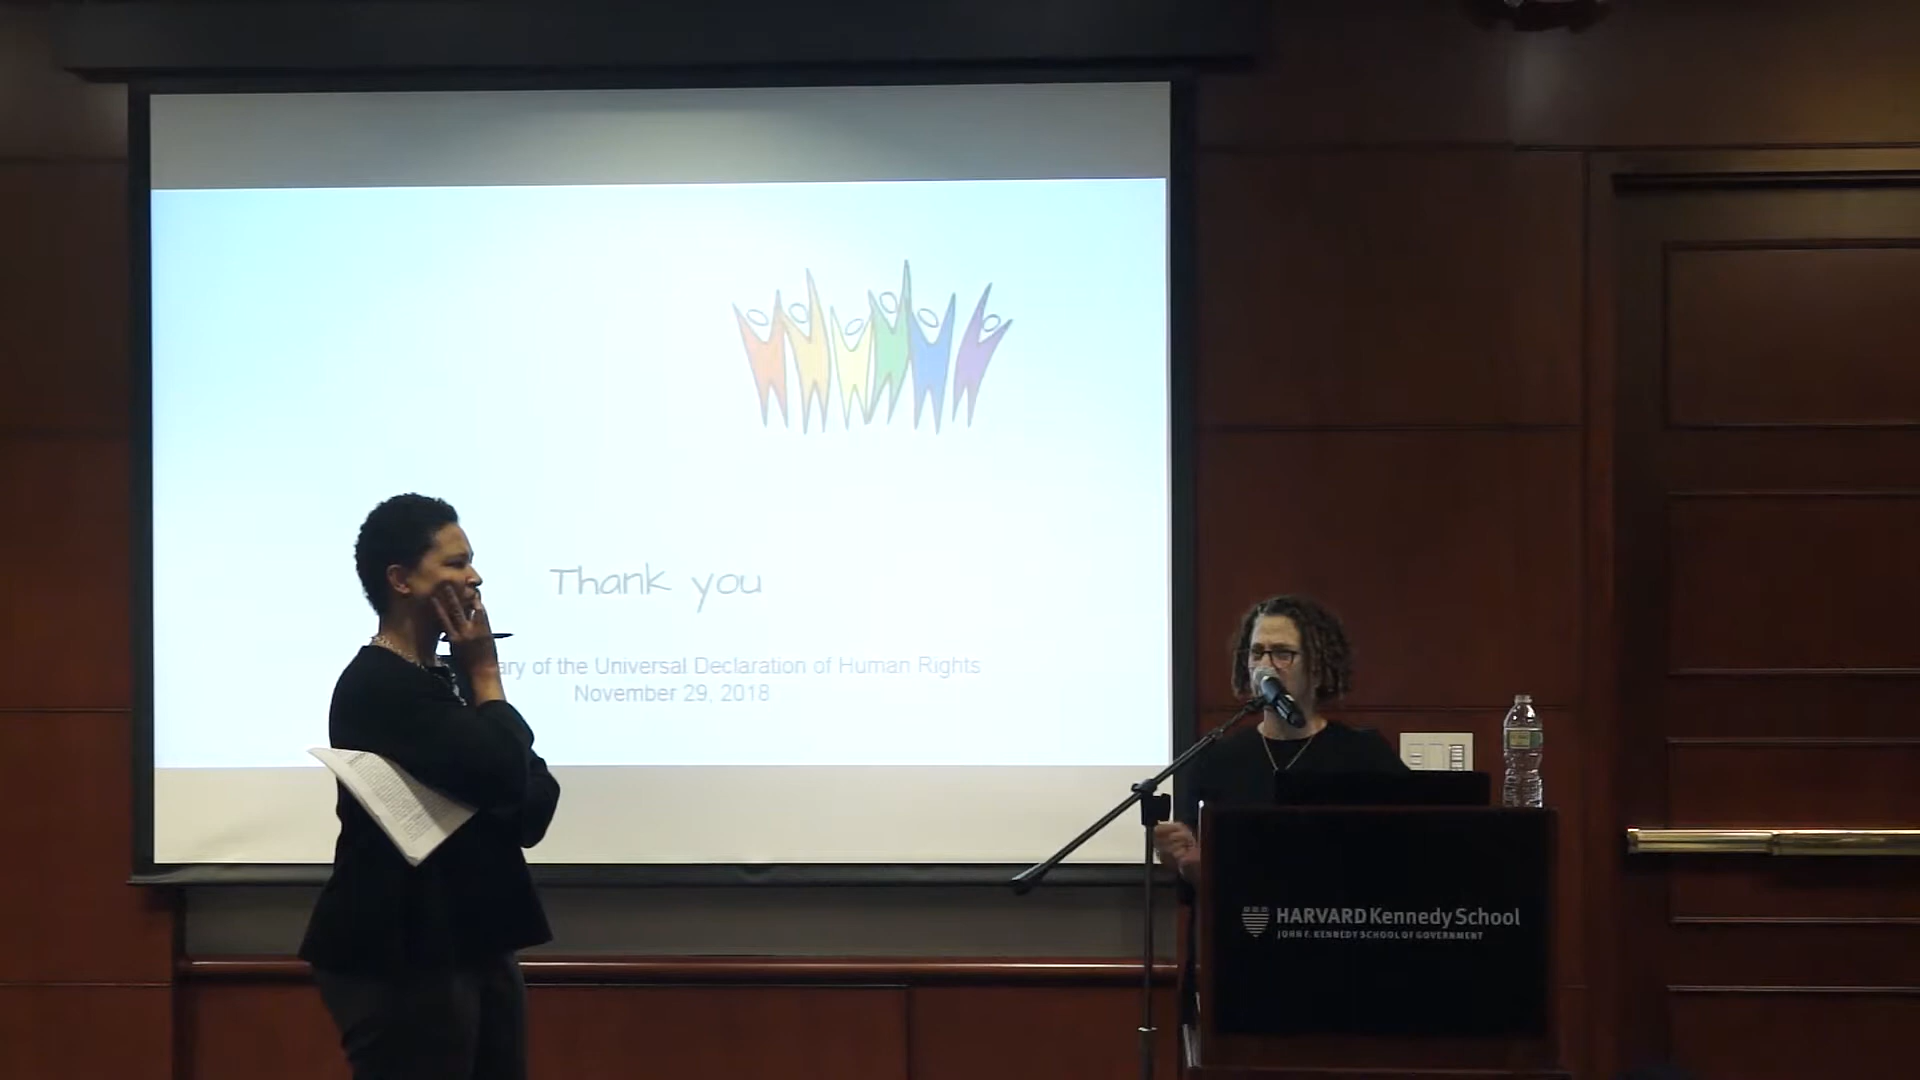 Thank you
ary of the Universal Declaration of Human Rights
November 29, 2018
HARVARD Kennedy School
JOHN F. KENNEDY SCHOOL OF GOVERNMENT